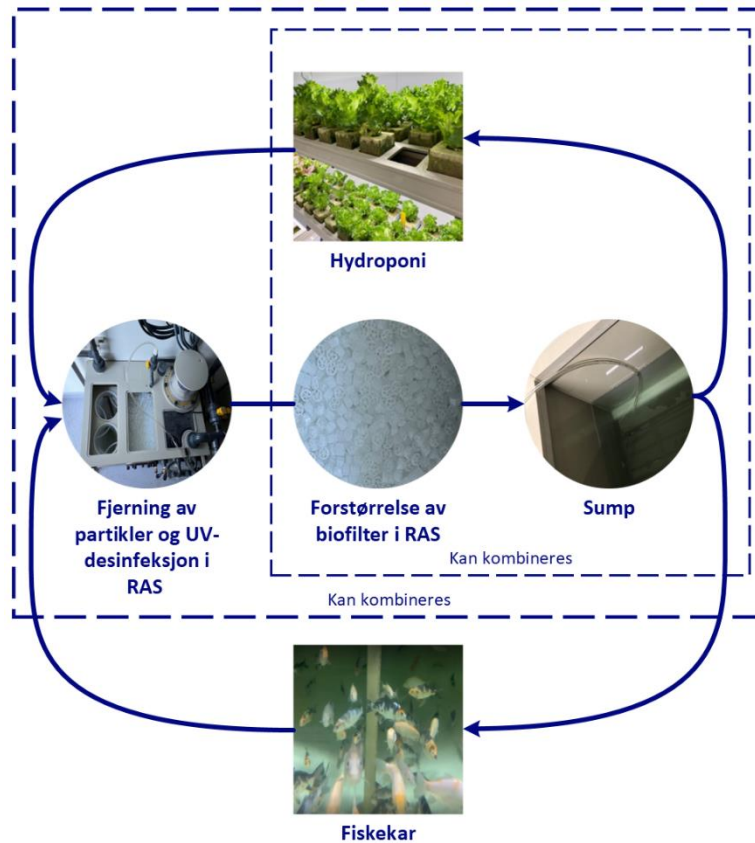 Hydroponi
Fjerning av
partikler og UV-
desinfeksjon i
RAS
Forstørrelse av
biofilter i RAS
Sump
Kan kombineres
Kan kombineres
Fiskekar